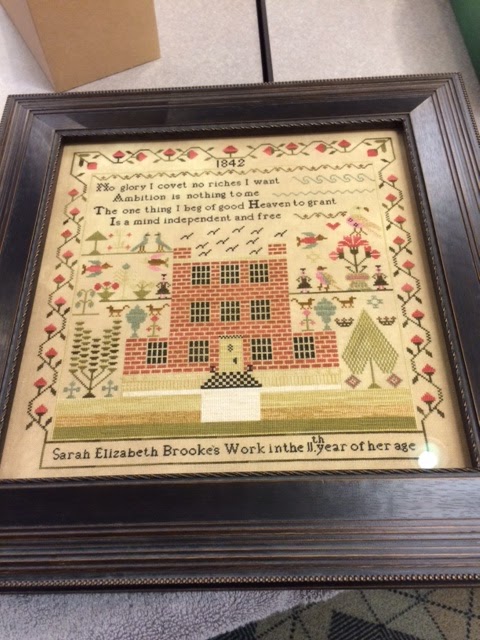 1842
No glory I covet no riches I want
Ambition is nothing to me
The one thing I beg of good Heaven to grant
Is a mind independent and free
Sarah Elizabeth Brooke's Work in the 11th year of her age